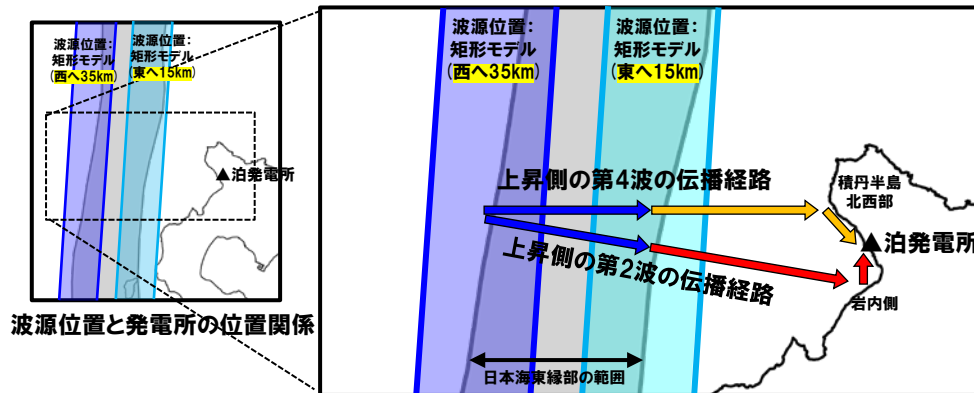 波源位置:
矩形モデル
(西へ35km)
波源位置:
矩形モデル
(東へ15km)
▲泊発電所
波源位置と発電所の位置関係
波源位置:
矩形モデル
(西へ35km)
波源位置:
矩形モデル
(東へ15km)
上昇側の第4波の伝播経路
積丹半島
北西部
▲泊発電所
上昇側の第2波の伝播経路
岩内側
日本海東縁部の範囲